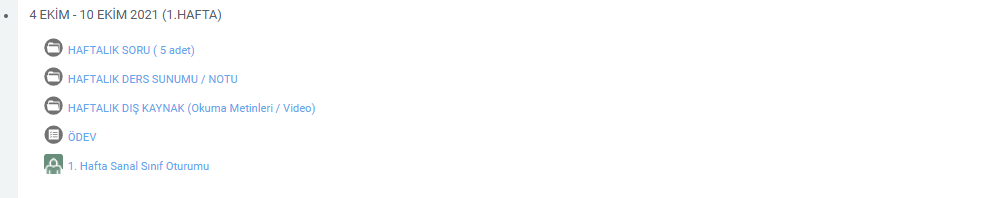 4 EKİM - 10 EKİM 2021 (1.HAFTA)
HAFTALIK SORU ( 5 adet)
HAFTALIK DERS SUNUMU / NOTU
HAFTALIK DIŞ KAYNAK (Okuma Metinleri / Video)
ÖDEV
1. Hafta Sanal Sınıf Oturumu